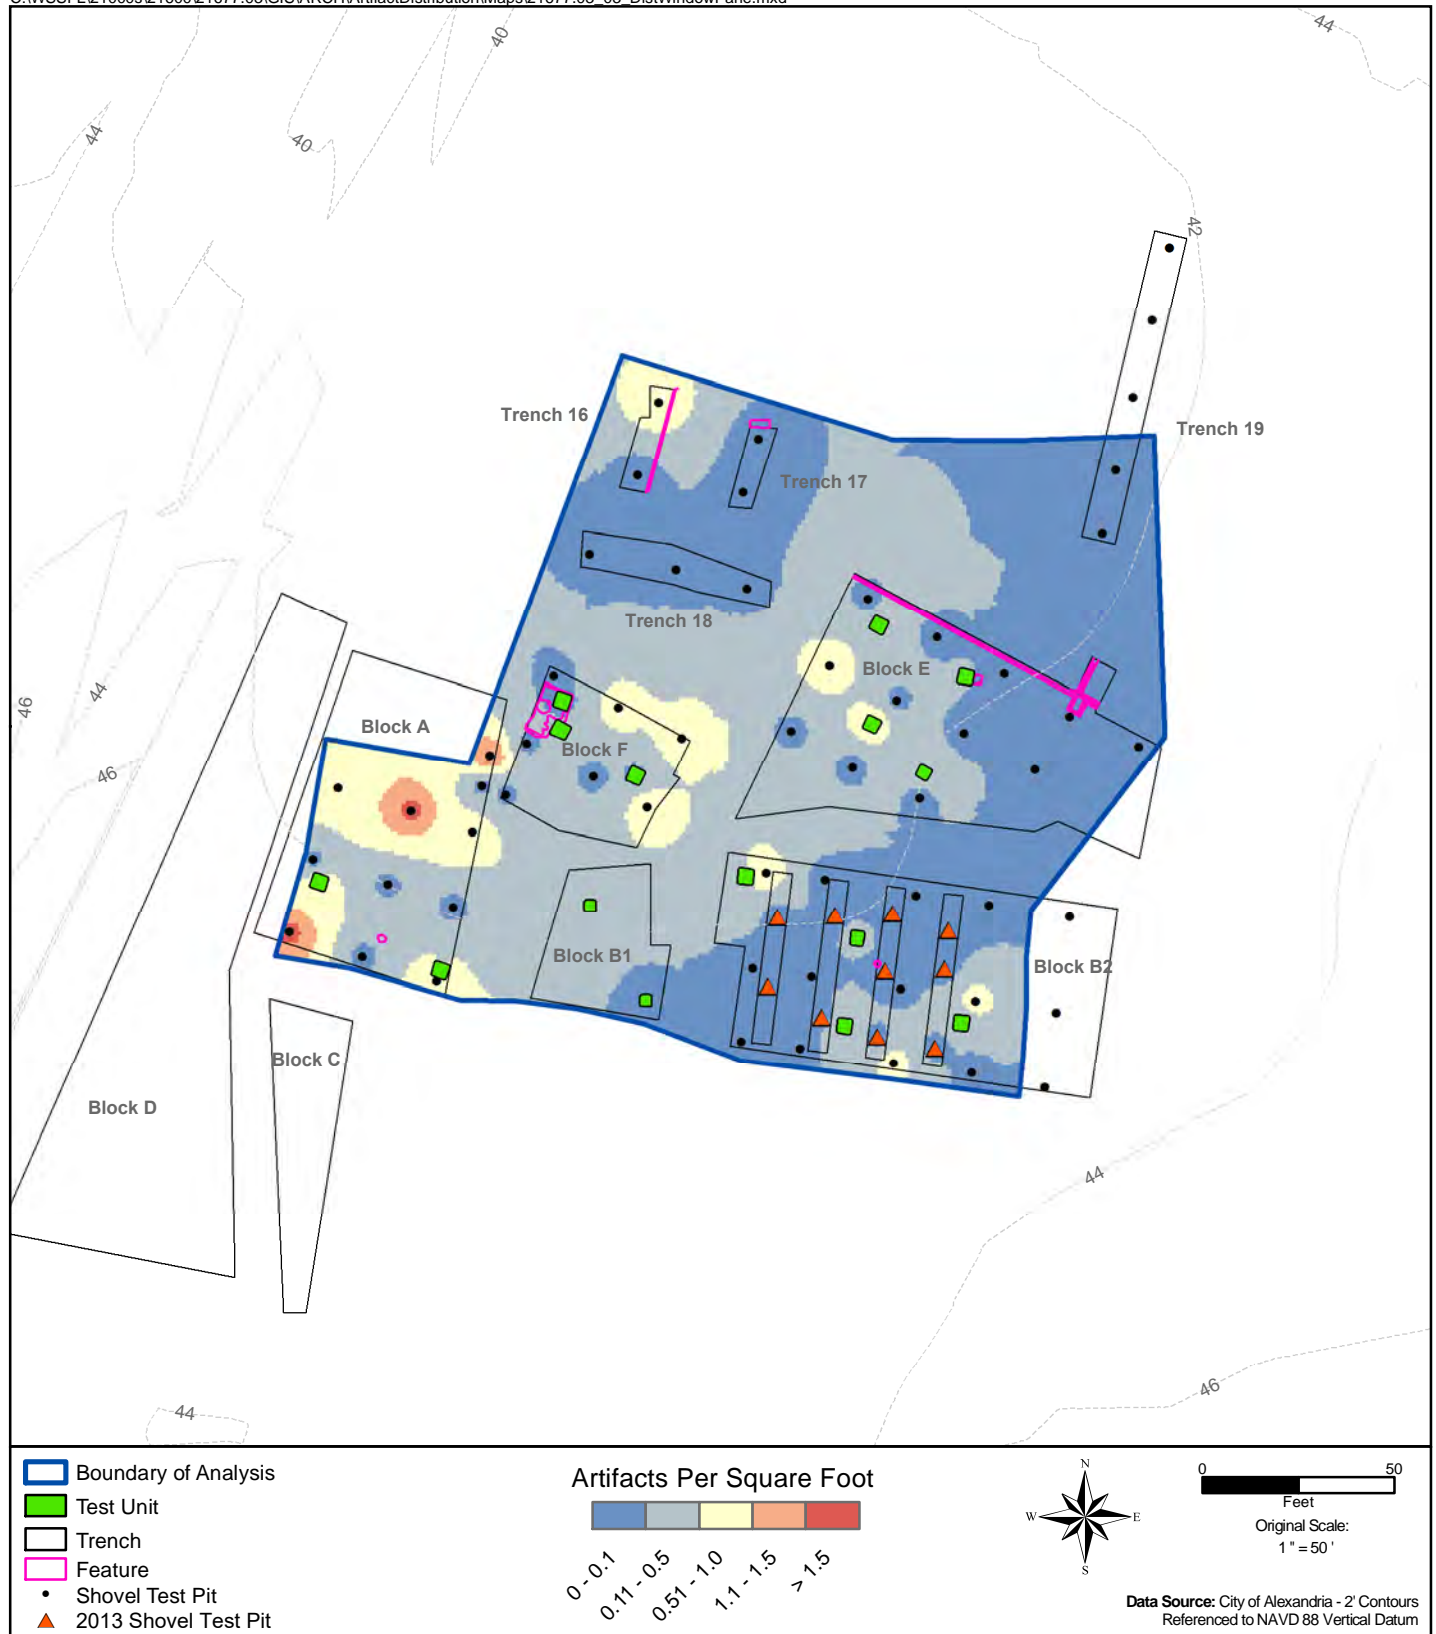 40
44
44
40
42
Trench 16
Trench 19
Trench 17
Trench 18
Block E
44
46
Block A
Block F
46
Block B1
Block B2
Block C
Block D
44
46
44
Boundary of Analysis
Test Unit
Trench
Feature
Shovel Test Pit
2013 Shovel Test Pit
Artifacts Per Square Foot
0 - 0.1
0.11 - 0.5
0.51 - 1.0
1.1 - 1.5
> 1.5
N
W
E
S
0 50
Feet
Original Scale:
1 " = 50 '
Data Source: City of Alexandria - 2' Contours
Referenced to NAVD 88 Vertical Datum